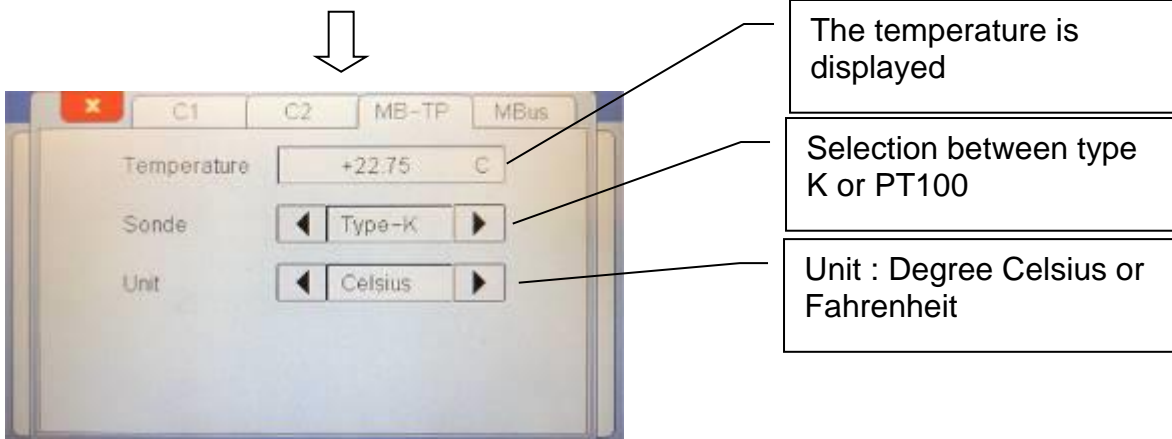 The temperature is
displayed
C1 C2 MB-TP MBus
Temperature +22.75 C
Selection between type
K or PT100
Sonde Type-K
Unit : Degree Celsius or
Fahrenheit
Unit Celsius